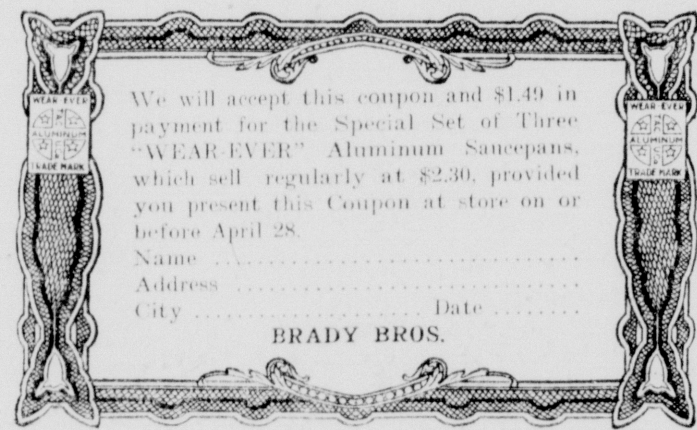 We will accept this coupon and $1.49 in
payment for the Special Set of Three
"WEAR-EVER" Aluminum Saucepans,
which sell regularly at $2.30, provided
you present this Coupon at store on or
before April 28.
Name ................................
Address ..............................
City .................... Date ........
BRADY BROS.
WEAR-EVER
ALUMINUM
TRADE MARK
WEAR-EVER
ALUMINUM
TRADE MARK